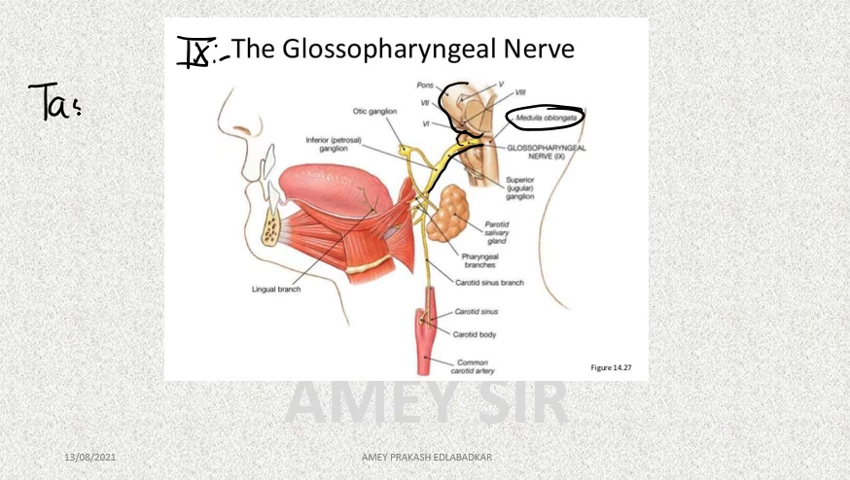 IX:- The Glossopharyngeal Nerve
Tas
Pons
V
VIII
VII
Otic ganglion
Medulla oblongata
VI
Inferior (petrosal)
ganglion
GLOSSOPHARYNGEAL
NERVE (IX)
Superior
(jugular)
ganglion
Parotid
salivary
gland
Pharyngeal
branches
Carotid sinus branch
Lingual branch
Carotid sinus
Carotid body
Common
carotid artery
Figure 14.27
AMEY SIR
13/08/2021
AMEY PRAKASH EDLABADKAR